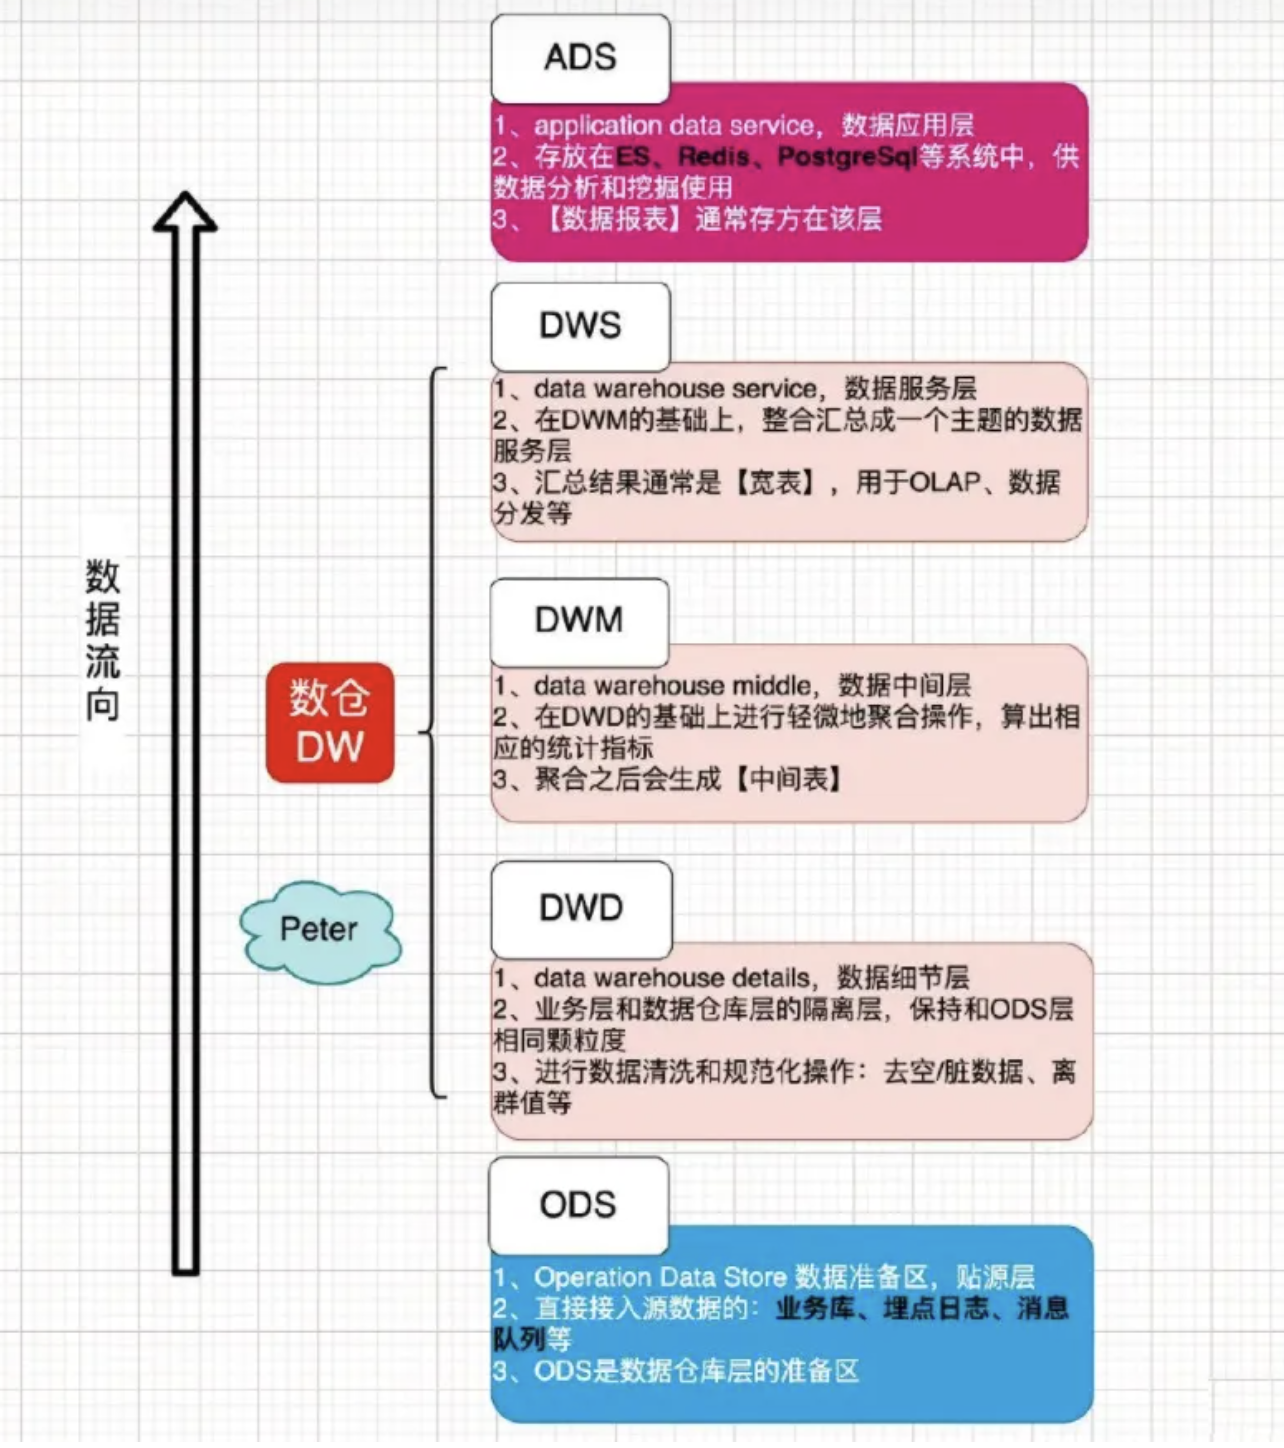 ADS
1、application data service，数据应用层
2、存放在ES、Redis、PostgreSql等系统中，供
数据分析和挖掘使用
3、【数据报表】通常存方在该层
DWS
1、data warehouse service，数据服务层
2、在DWM的基础上，整合汇总成一个主题的数据
服务层
3、汇总结果通常是【宽表】，用于OLAP、数据
分发等
数
据
流
向
DWM
1、data warehouse middle，数据中间层
2、在DWD的基础上进行轻微地聚合操作，算出相
应的统计指标
3、聚合之后会生成【中间表】
数仓
DW
Peter
DWD
1、data warehouse details，数据细节层
2、业务层和数据仓库层的隔离层，保持和ODS层
相同颗粒度
3、进行数据清洗和规范化操作：去空/脏数据、离
群值等
ODS
1、Operation Data Store 数据准备区，贴源层
2、直接接入源数据的：业务库、埋点日志、消息
队列等
3、ODS是数据仓库层的准备区